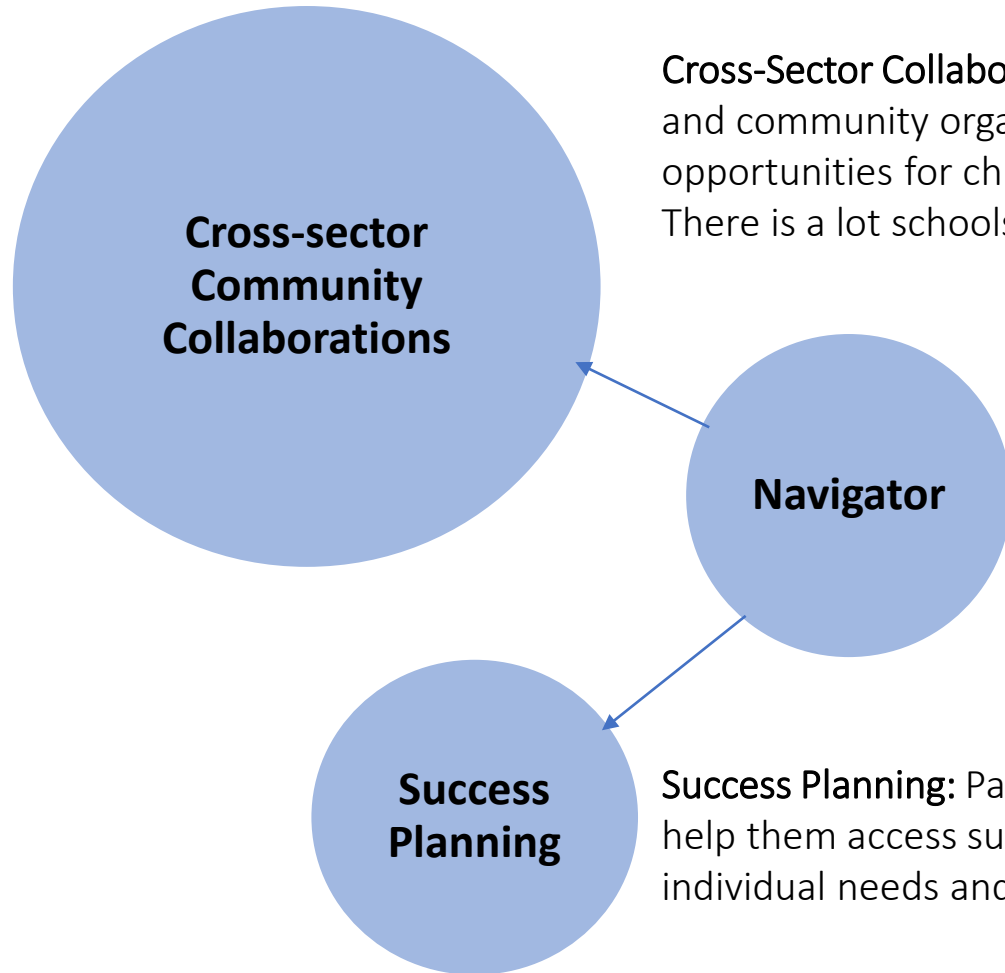 Cross-Sector Collabo
and community orga
opportunities for ch
There is a lot schools
Cross-sector
Community
Collaborations
Navigator
Success
Planning
Success Planning: Pa
help them access su
individual needs and